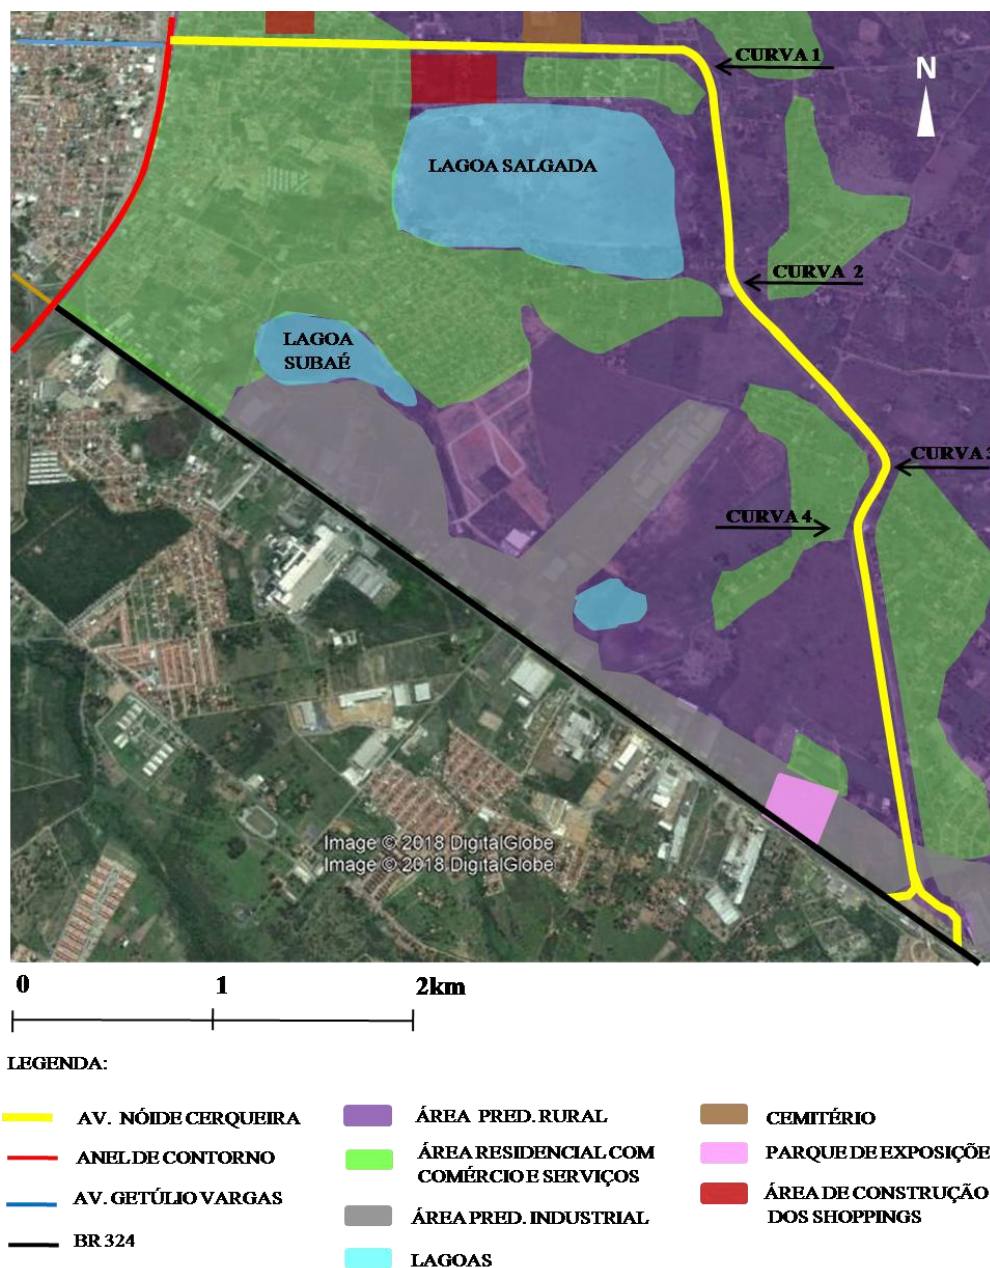 CURVA 1
N
LAGOA SALGADA
CURVA 2
LAGOA
SUBAÉ
CURVA 3
CURVA 4
Image © 2018 DigitalGlobe
Image © 2018 DigitalGlobe
0 1 2km
LEGENDA:
AV. NÓIDE CERQUEIRA
ANEL DE CONTORNO
AV. GETÚLIO VARGAS
BR 324
ÁREA PRED. RURAL
ÁREA RESIDENCIAL COM
COMÉRCIO E SERVIÇOS
ÁREA PRED. INDUSTRIAL
LAGOAS
CEMITÉRIO
PARQUE DE EXPOSIÇÕE
ÁREA DE CONSTRUÇÃO
DOS SHOPPINGS